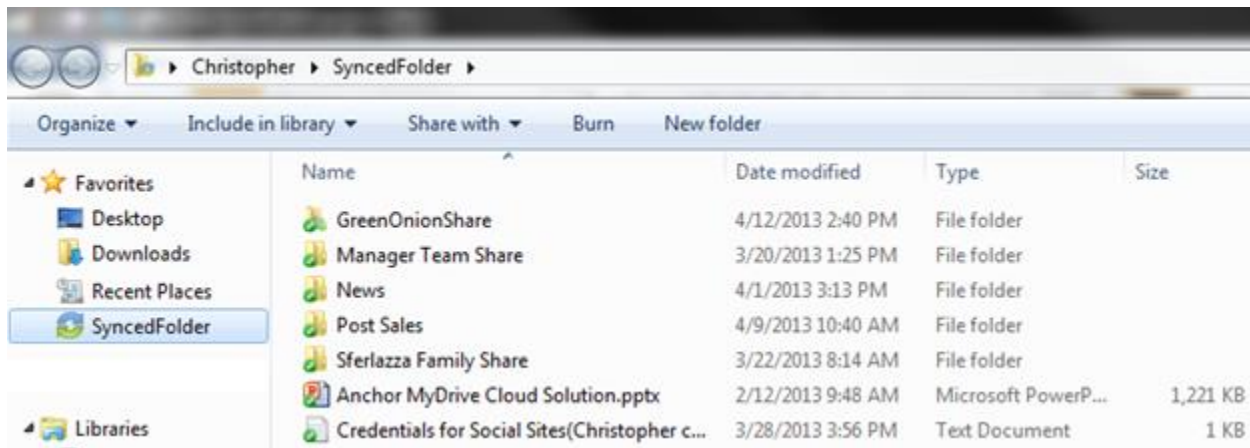 Christopher SyncedFolder
Organize Include in library Share with Burn New folder
Favorites
Desktop
Downloads
Recent Places
SyncedFolder
Libraries
Name Date modified Type Size
GreenOnionShare 4/12/2013 2:40 PM File folder
Manager Team Share 3/20/2013 1:25 PM File folder
News 4/1/2013 3:13 PM File folder
Post Sales 4/9/2013 10:40 AM File folder
Sferlazza Family Share 3/22/2013 8:14 AM File folder
Anchor MyDrive Cloud Solution.pptx 2/12/2013 9:48 AM Microsoft PowerP... 1,221 KB
Credentials for Social Sites(Christopher c... 3/28/2013 3:56 PM Text Document 1 KB